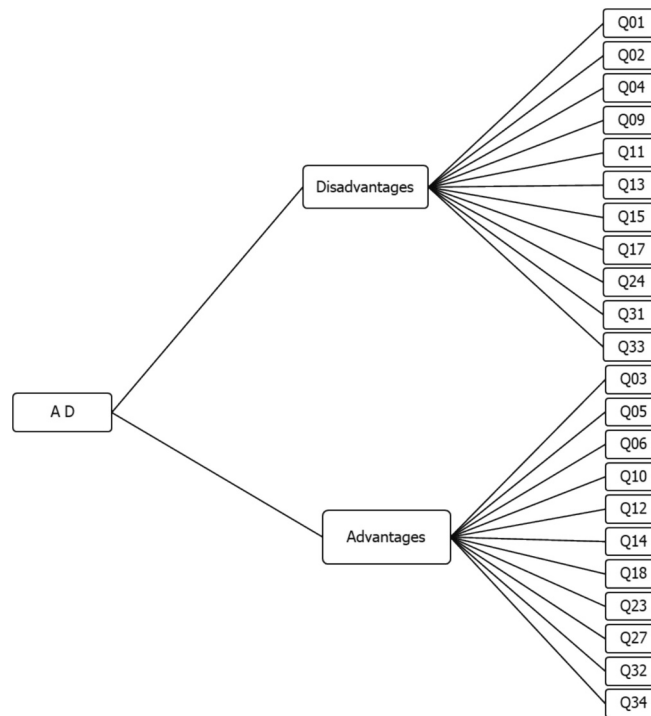 Q01
Q02
Q04
Q09
Q11
Disadvantages
Q13
Q15
Q17
Q24
Q31
Q33
Q03
A D
Q05
Q06
Q10
Q12
Advantages
Q14
Q18
Q23
Q27
Q32
Q34